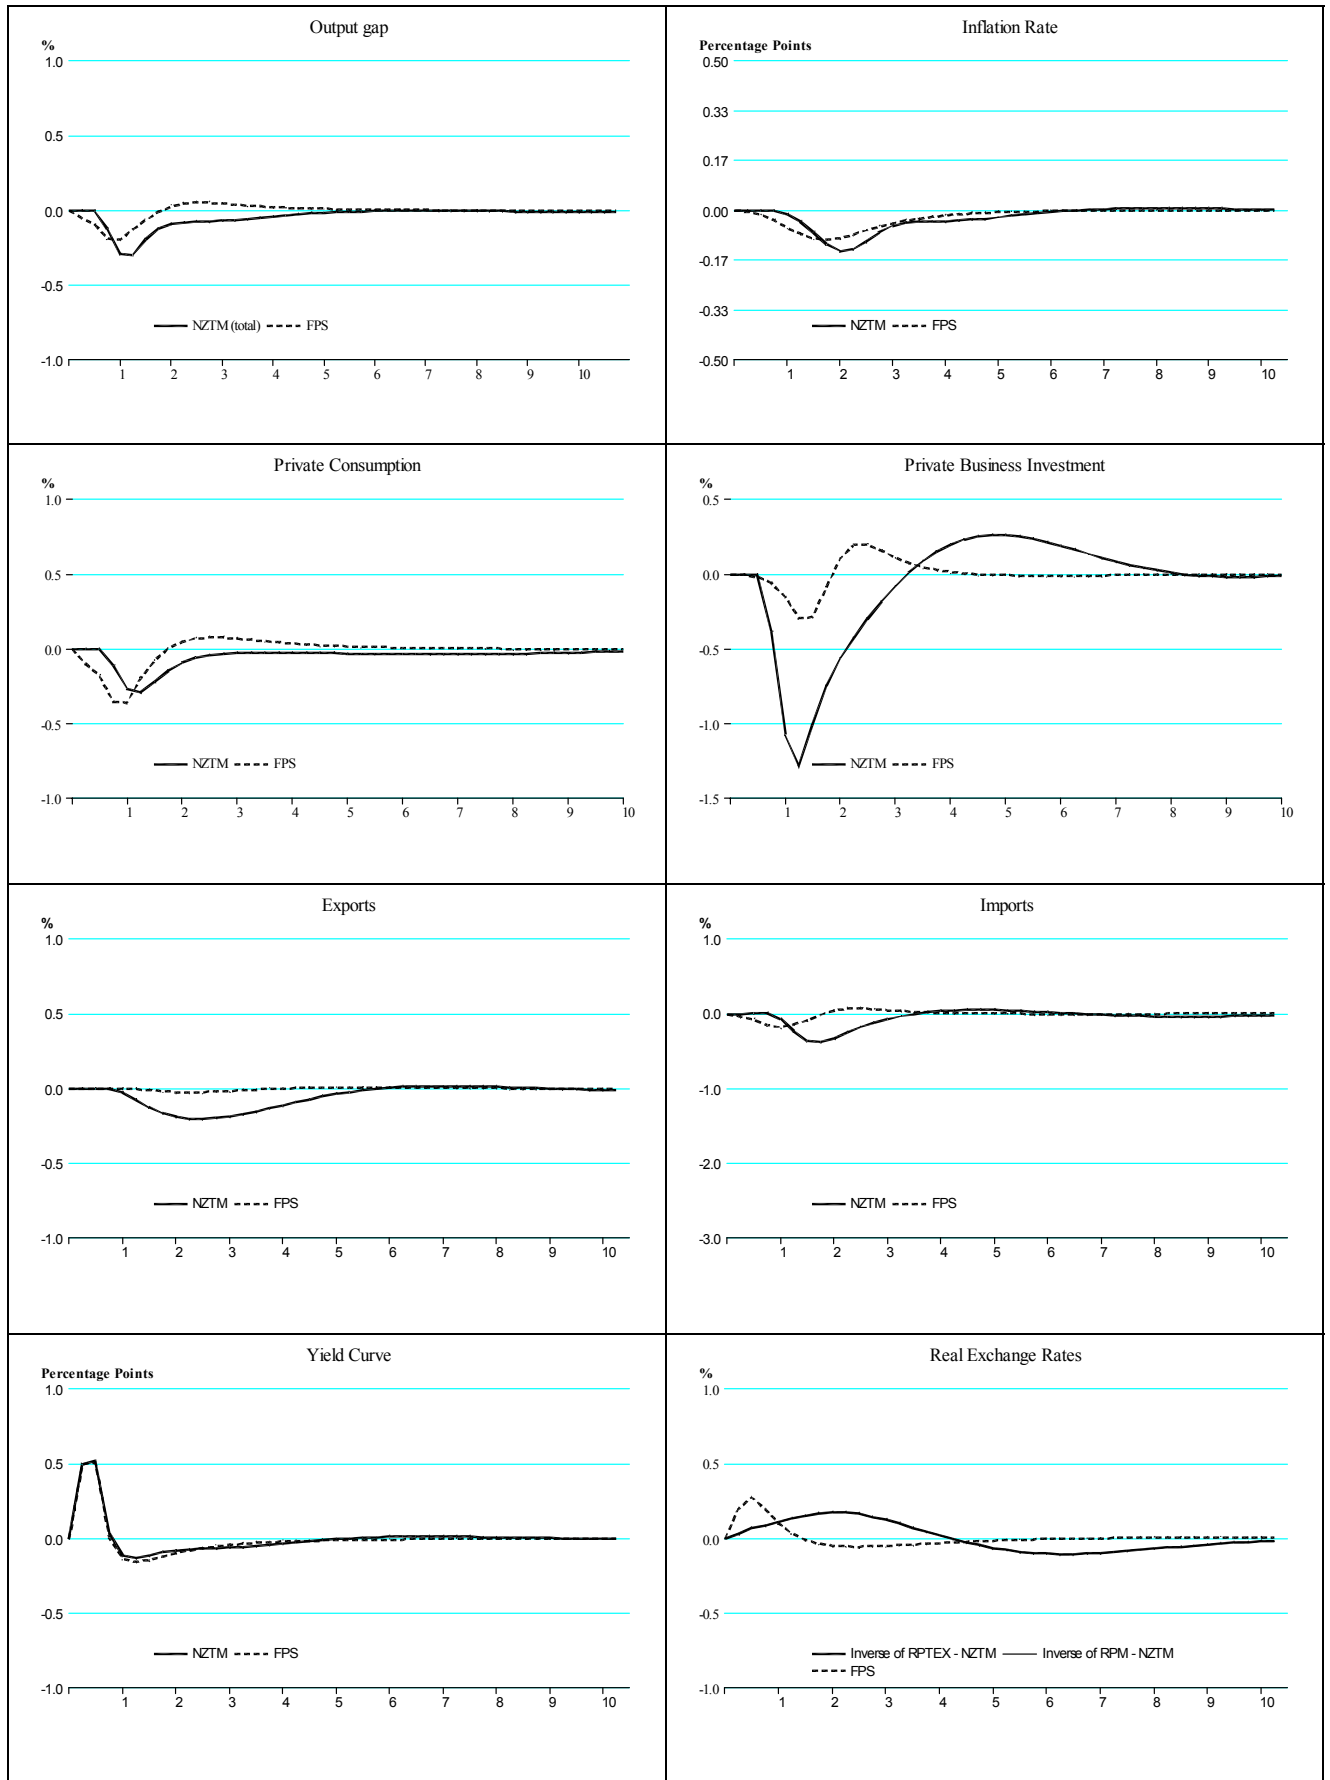 Output gap
%
1.0
0.5
0.0
-0.5
NZTM (total) FPS
-1.0
1 2 3 4 5 6 7 8 9 10
Inflation Rate
Percentage Points
0.50
0.33
0.17
0.00
-0.17
-0.33
NZTM FPS
-0.50
1 2 3 4 5 6 7 8 9 10
Private Consumption
%
1.0
0.5
0.0
-0.5
NZTM FPS
-1.0
1 2 3 4 5 6 7 8 9 10
Private Business Investment
%
0.5
0.0
-0.5
-1.0
NZTM FPS
-1.5
1 2 3 4 5 6 7 8 9 10
Exports
%
1.0
0.5
0.0
-0.5
NZTM FPS
-1.0
1 2 3 4 5 6 7 8 9 10
Imports
%
1.0
0.0
-1.0
-2.0
NZTM FPS
-3.0
1 2 3 4 5 6 7 8 9 10
Yield Curve
Percentage Points
1.0
0.5
0.0
-0.5
NZTM FPS
-1.0
1 2 3 4 5 6 7 8 9 10
Real Exchange Rates
%
1.0
0.5
0.0
-0.5
Inverse of RPTEX - NZTM Inverse of RPM - NZTM
FPS
-1.0
1 2 3 4 5 6 7 8 9 10